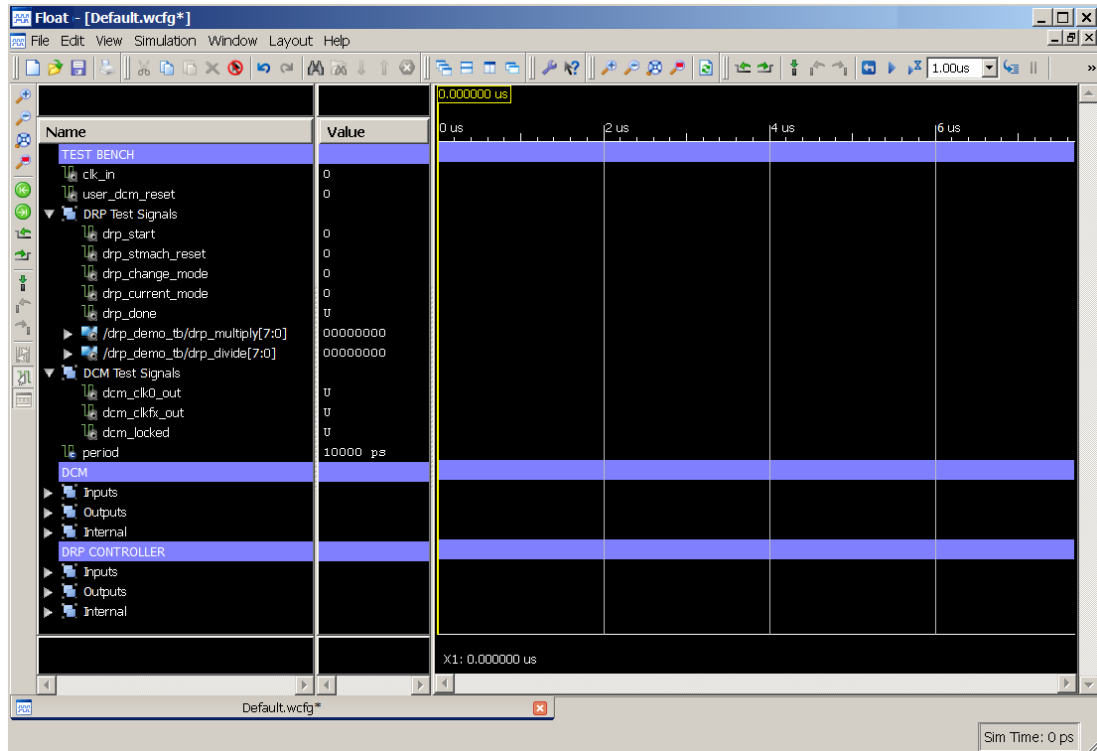 Float - [Default.wcfg*]
File Edit View Simulation Window Layout Help
1.00us
»
0.000000 us
Name Value 0 us 2 us 4 us 6 us
TEST BENCH
clk_in 0
user_dcm_reset 0
DRP Test Signals
drp_start 0
drp_stmach_reset 0
drp_change_mode 0
drp_current_mode 0
drp_done U
/drp_demo_tb/drp_multiply[7:0] 00000000
/drp_demo_tb/drp_divide[7:0] 00000000
DCM Test Signals
dcm_clk0_out U
dcm_clkfx_out U
dcm_locked U
period 10000 ps
DCM
Inputs
Outputs
Internal
DRP CONTROLLER
Inputs
Outputs
Internal
X1: 0.000000 us
Default.wcfg*
Sim Time: 0 ps